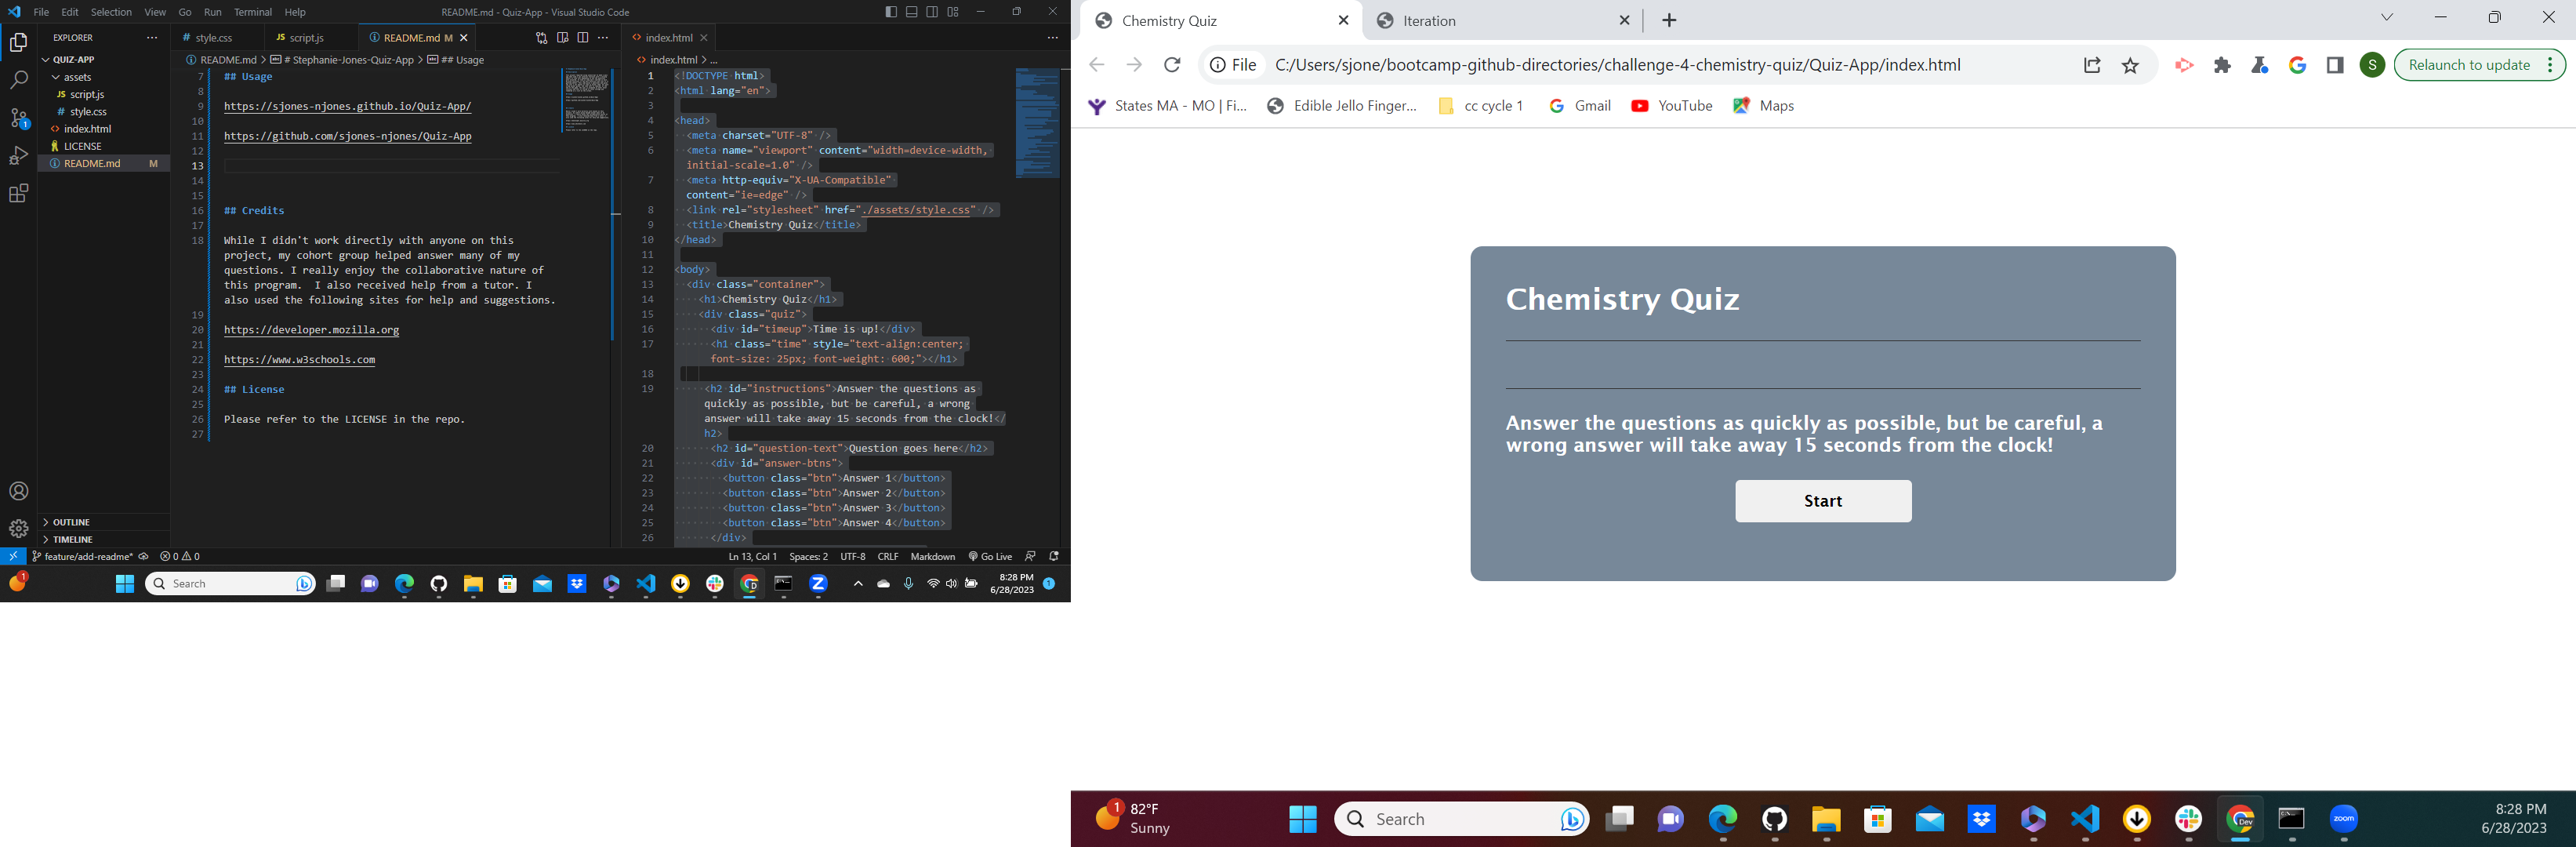 File Edit Selection View Go Run Terminal Help
README.md - Quiz-App - Visual Studio Code
EXPLORER
QUIZ-APP
assets
JS script.js
# style.css
<> index.html
LICENSE
README.md M
OUTLINE
TIMELINE
# style.css
JS script.js
README.md M
README.md > # Stephanie-Jones-Quiz-App > ## Usage
7 ## Usage
8
9 https://sjones-njones.github.io/Quiz-App/
10
11 https://github.com/sjones-njones/Quiz-App
12
13
14
15
16 ## Credits
17
18 While I didn't work directly with anyone on this
project, my cohort group helped answer many of my
questions. I really enjoy the collaborative nature of
this program.  I also received help from a tutor. I
also used the following sites for help and suggestions.
19
20 https://developer.mozilla.org
21
22 https://www.w3schools.com
23
24 ## License
25
26 Please refer to the LICENSE in the repo.
27
<> index.html
<> index.html > ...
1 <!DOCTYPE html>
2 <html lang="en">
3
4 <head>
5 <meta charset="UTF-8" />
6 <meta name="viewport" content="width=device-width,
initial-scale=1.0" />
7 <meta http-equiv="X-UA-Compatible"
content="ie=edge" />
8 <link rel="stylesheet" href="./assets/style.css" />
9 <title>Chemistry Quiz</title>
10 </head>
11
12 <body>
13 <div class="container">
14 <h1>Chemistry Quiz</h1>
15 <div class="quiz">
16 <div id="timeup">Time is up!</div>
17 <h1 class="time" style="text-align:center;
font-size: 25px; font-weight: 600;"></h1>
18
19 <h2 id="instructions">Answer the questions as
quickly as possible, but be careful, a wrong
answer will take away 15 seconds from the clock!</
h2>
20 <h2 id="question-text">Question goes here</h2>
21 <div id="answer-btns">
22 <button class="btn">Answer 1</button>
23 <button class="btn">Answer 2</button>
24 <button class="btn">Answer 3</button>
25 <button class="btn">Answer 4</button>
26 </div>
feature/add-readme* 0 0
Ln 13, Col 1 Spaces: 2 UTF-8 CRLF Markdown Go Live
1 Search 8:28 PM
6/28/2023 1
Chemistry Quiz
Iteration
File C:/Users/sjone/bootcamp-github-directories/challenge-4-chemistry-quiz/Quiz-App/index.html
S
Relaunch to update
States MA - MO | Fi...
Edible Jello Finger...
cc cycle 1
Gmail
YouTube
Maps
Chemistry Quiz
Answer the questions as quickly as possible, but be careful, a
wrong answer will take away 15 seconds from the clock!
Start
1 82°F
Sunny
Search
Dev
zoom
8:28 PM
6/28/2023